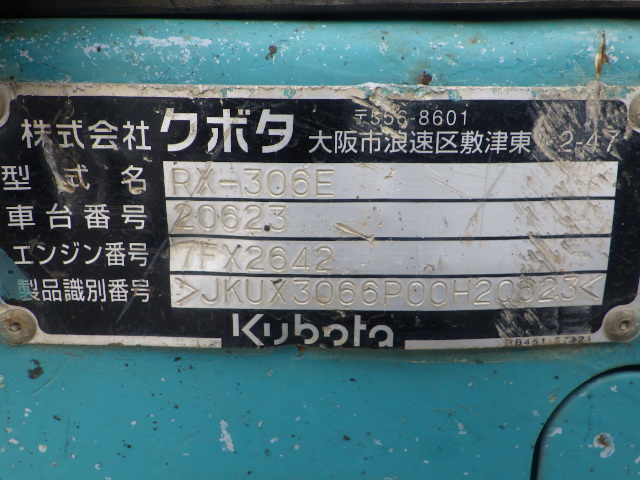 〒556-8601
株式会社 クボタ 大阪市浪速区敷津東 2-47
型式名 RX-306E
車台番号 20623
エンジン番号 7FX2642
製品識別番号 >JKUX3066P00H20623<
Kubota
RB451-57321